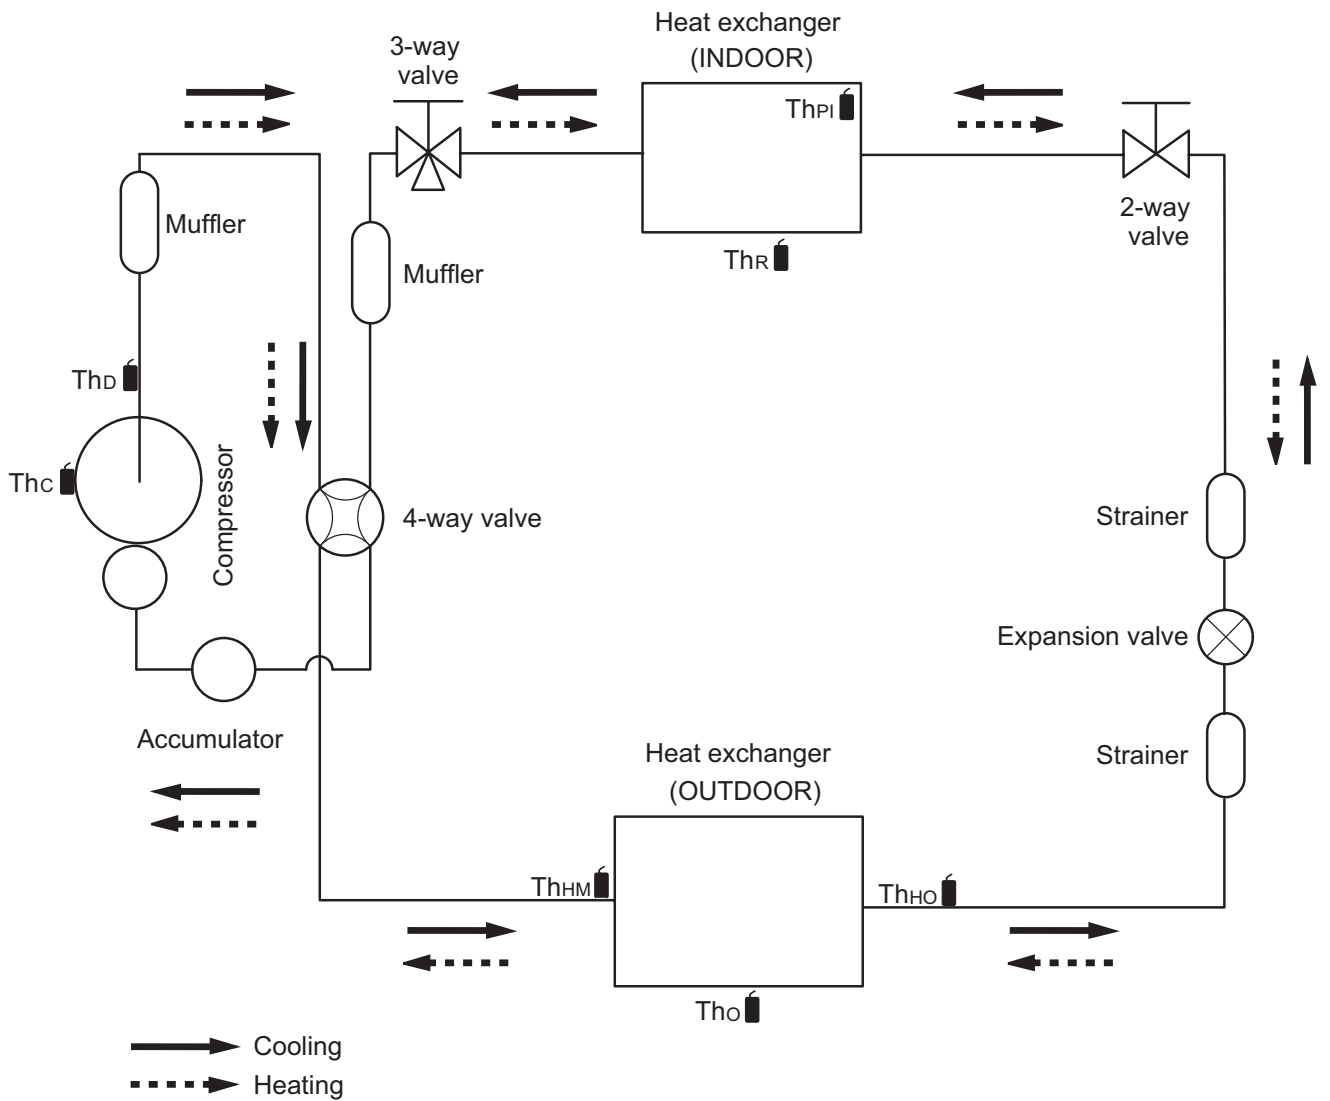 Heat exchanger
(INDOOR)
3-way
valve
ThPI
Muffler
2-way
valve
ThR
Muffler
ThD
ThC
Compressor
4-way valve
Strainer
Expansion valve
Accumulator
Strainer
Heat exchanger
(OUTDOOR)
ThHM
ThHO
ThO
Cooling
Heating